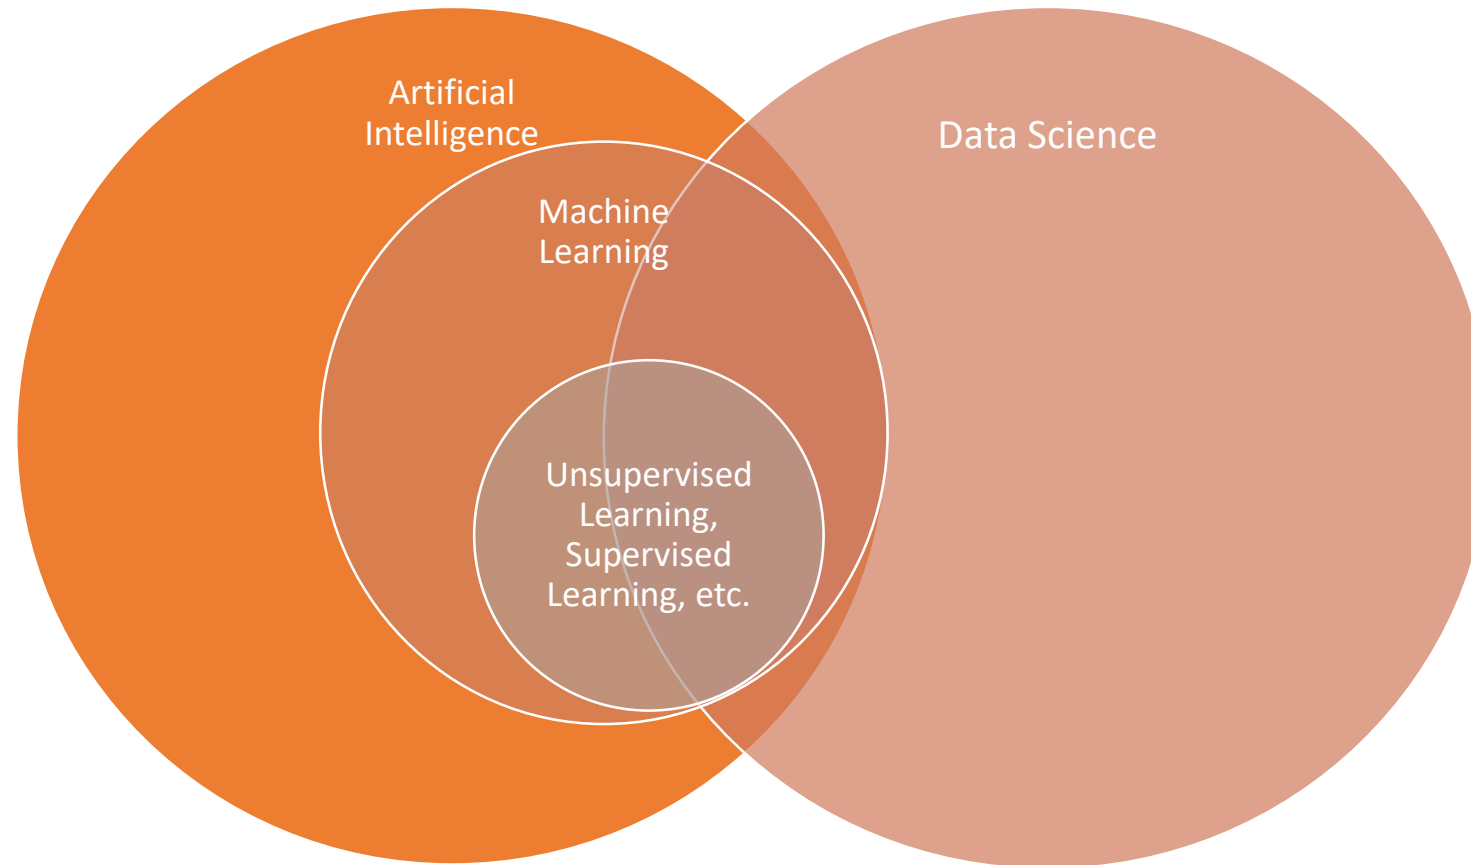 Artificial
Intelligence
Data Science
Machine
Learning
Unsupervised
Learning,
Supervised
Learning, etc.